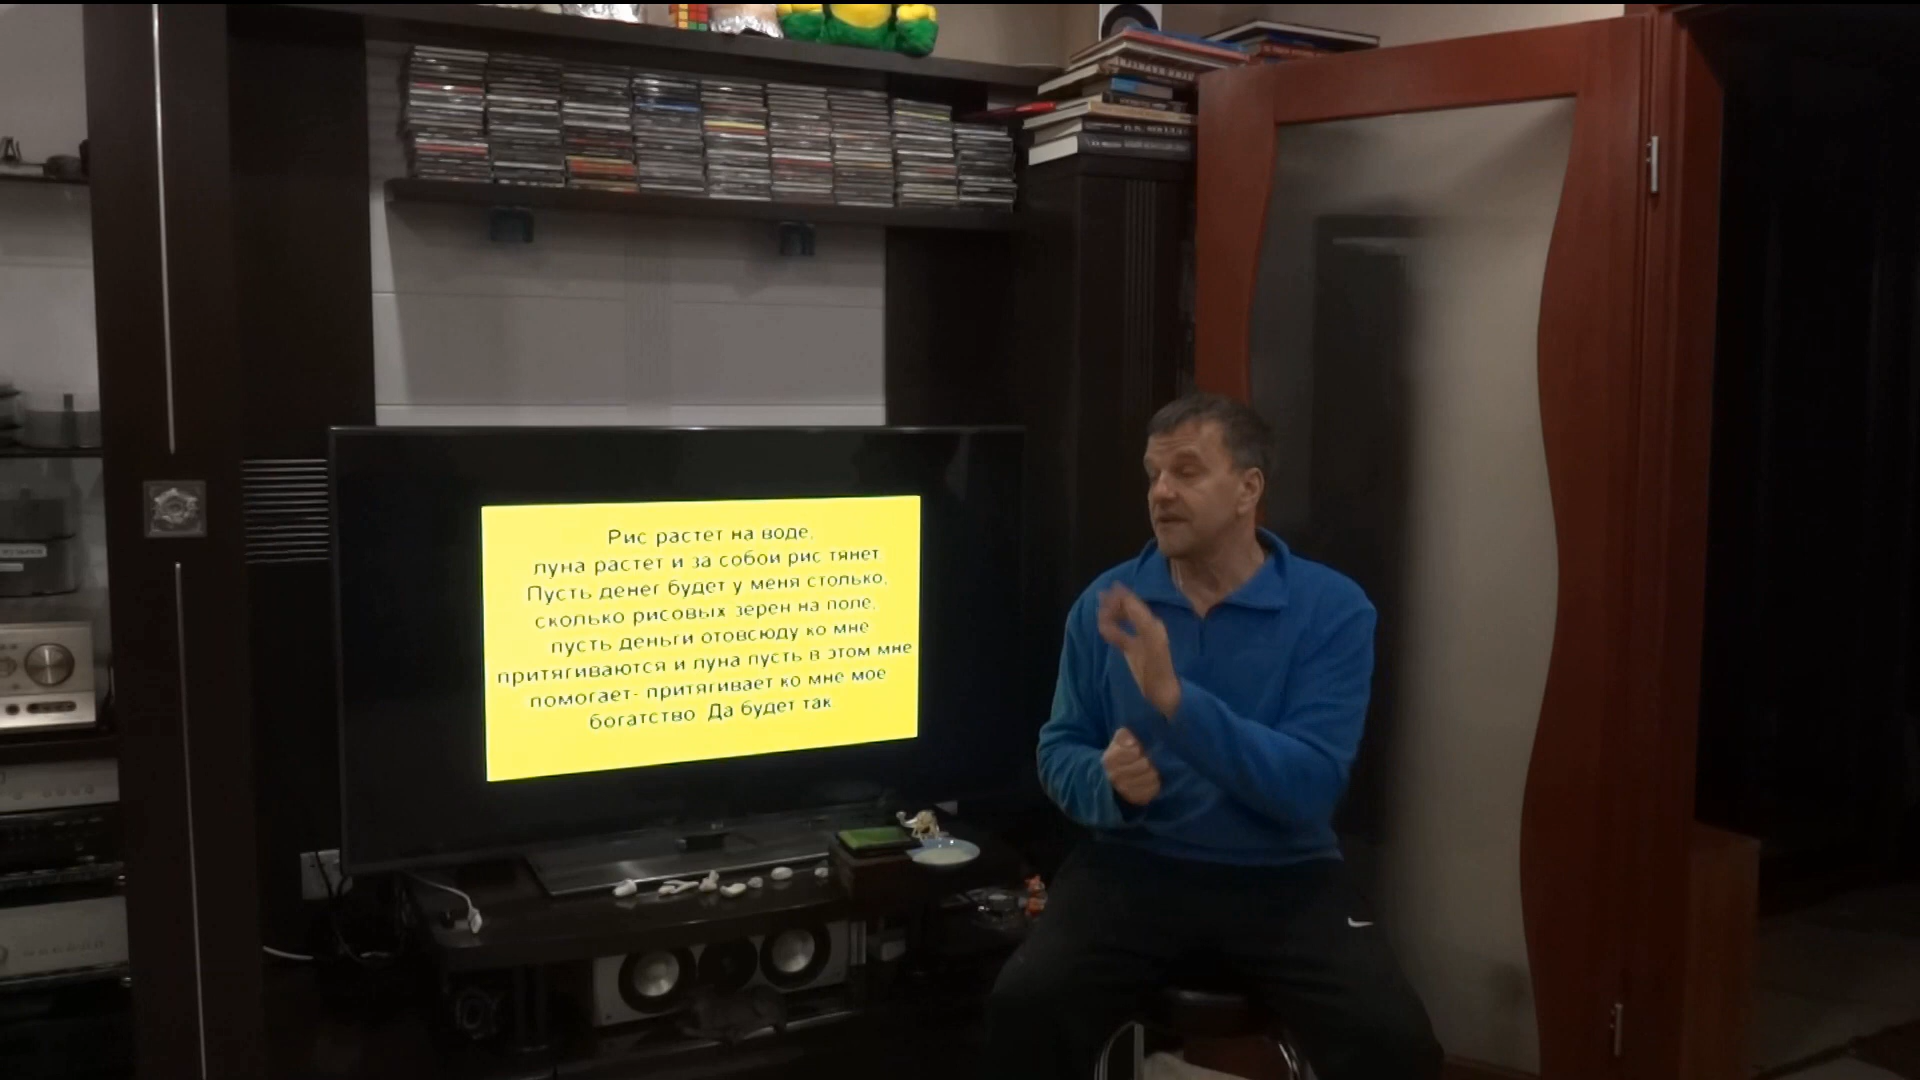 Рис растет на воде,
луна растет и за собой рис тянет.
Пусть денег будет у меня столько,
сколько рисовых зерен на поле,
пусть деньги отовсюду ко мне
притягиваются и луна пусть в этом мне
помогает- притягивает ко мне мое
богатство. Да будет так.